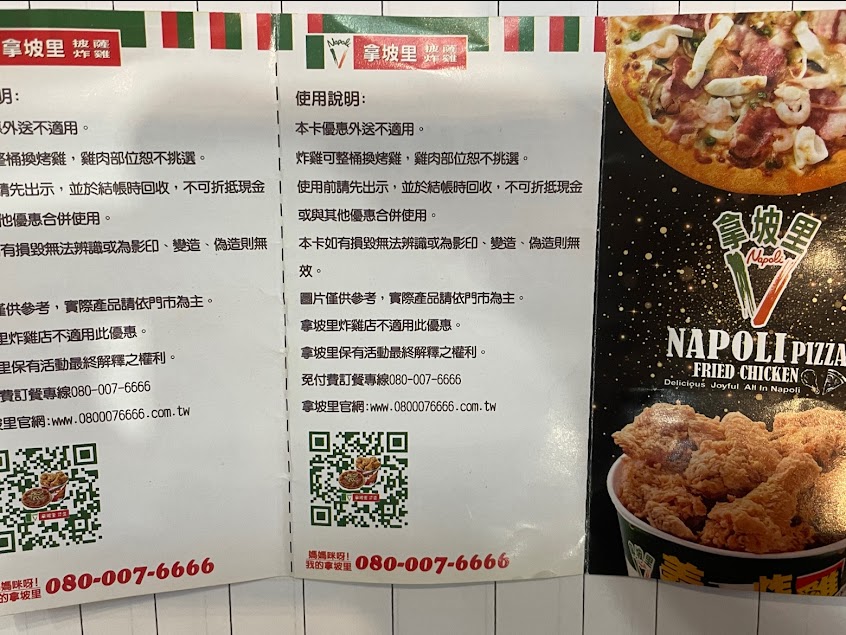 拿坡里 披薩
炸雞
明:
外送不適用。
整桶換烤雞，雞肉部位恕不挑選。
請先出示，並於結帳時回收，不可折抵現金
他優惠合併使用。
有損毀無法辨識或為影印、變造、偽造則無
僅供參考，實際產品請依門市為主。
里炸雞店不適用此優惠。
里保有活動最終解釋之權利。
費訂餐專線080-007-6666
坡里官網:www.0800076666.com.tw
媽媽咪呀!
的拿坡里 080-007-6666
Napoli 拿坡里 披薩
炸雞
使用說明:
本卡優惠外送不適用。
炸雞可整桶換烤雞，雞肉部位恕不挑選。
使用前請先出示，並於結帳時回收，不可折抵現金
或與其他優惠合併使用。
本卡如有損毀無法辨識或為影印、變造、偽造則無
效。
圖片僅供參考，實際產品請依門市為主。
拿坡里炸雞店不適用此優惠。
拿坡里保有活動最終解釋之權利。
免付費訂餐專線080-007-6666
拿坡里官網:www.0800076666.com.tw
媽媽咪呀!
我的拿坡里 080-007-6666
拿坡里
Napoli
NAPOLI PIZZA
FRIED CHICKEN
Delicious Joyful All In Napoli
炸雞